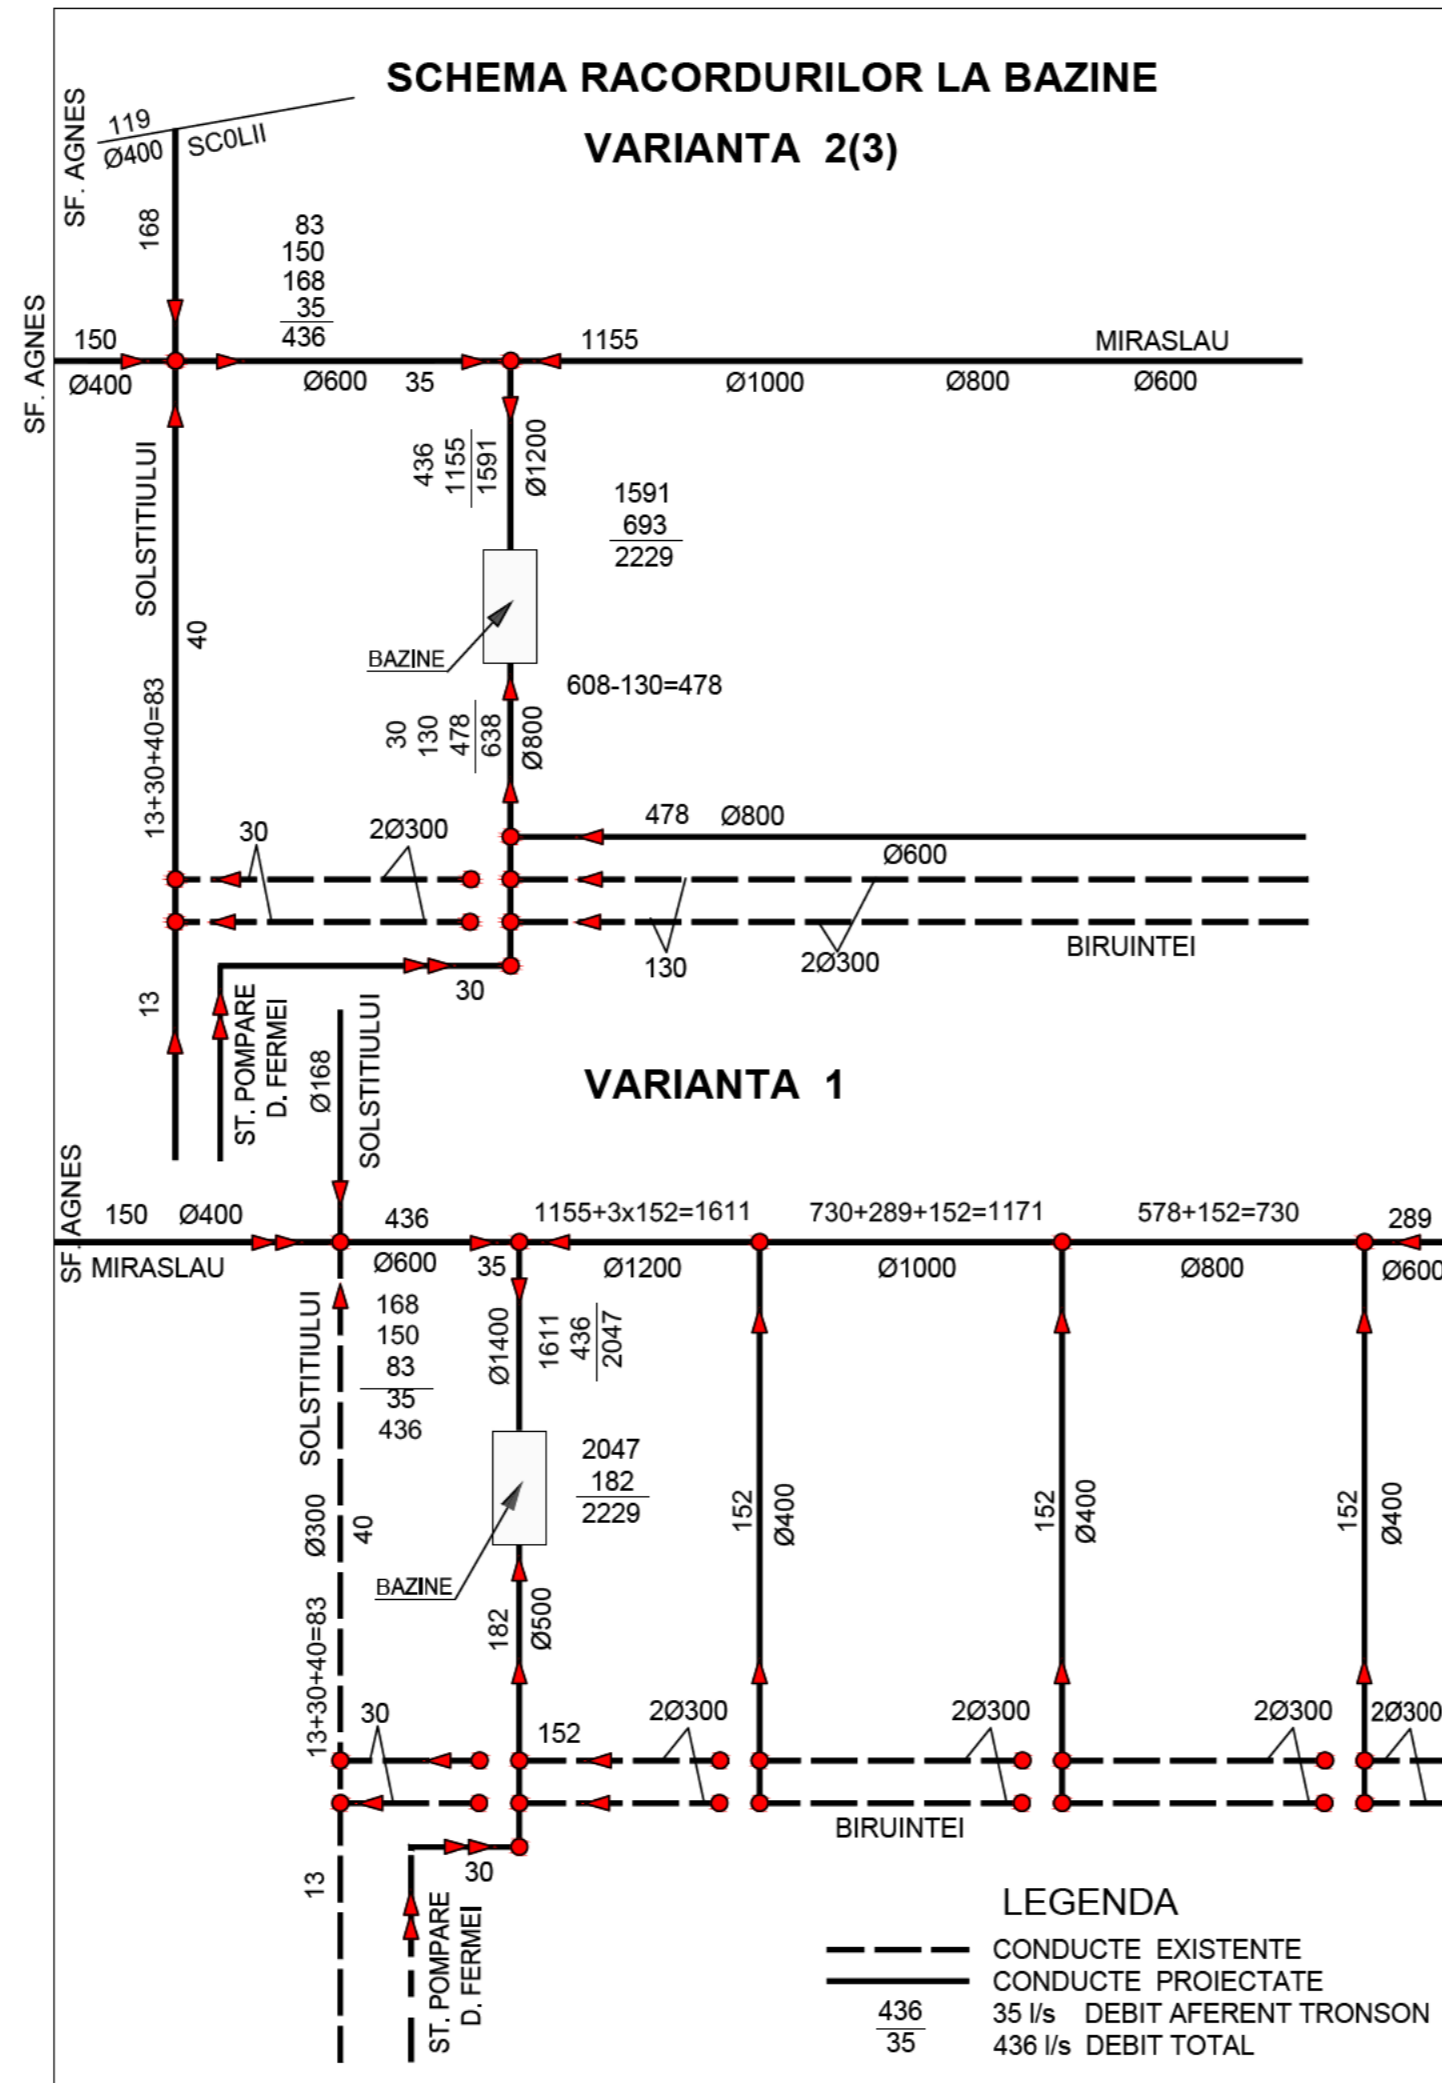 SCHEMA RACORDURILOR LA BAZINE
VARIANTA 2(3)
SF. AGNES
119
Ø400
SC0LII
168
83
150
168
35
436
SF. AGNES
150
Ø400
Ø600
35
1155
MIRASLAU
Ø1000
Ø800
Ø600
SOLSTITIULUI
436
1155
1591
Ø1200
1591
693
2229
40
BAZINE
608-130=478
13+30+40=83
30
130
478
638
Ø800
478
Ø800
30
2Ø300
Ø600
130
2Ø300
BIRUINTEI
30
13
ST. POMPARE
D. FERMEI
VARIANTA 1
Ø168
SOLSTITIULUI
SF. AGNES
150
Ø400
436
1155+3x152=1611
730+289+152=1171
578+152=730
289
MIRASLAU
Ø600
35
Ø1200
Ø1000
Ø800
Ø600
SOLSTITIULUI
168
150
83
35
436
Ø1400
1611
436
2047
2047
182
2229
Ø300
40
BAZINE
152
Ø400
152
Ø400
152
Ø400
13+30+40=83
182
Ø500
30
152
2Ø300
2Ø300
2Ø300
2Ø300
BIRUINTEI
30
13
ST. POMPARE
D. FERMEI
LEGENDA
CONDUCTE EXISTENTE
CONDUCTE PROIECTATE
436
35
35 l/s DEBIT AFERENT TRONSON
436 l/s DEBIT TOTAL